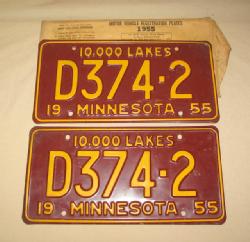 MOTOR VEHICLE REGISTRATION PLATES
1955
10,000 LAKES
D374·2
19 MINNESOTA 55
10,000 LAKES
D374·2
19 MINNESOTA 55